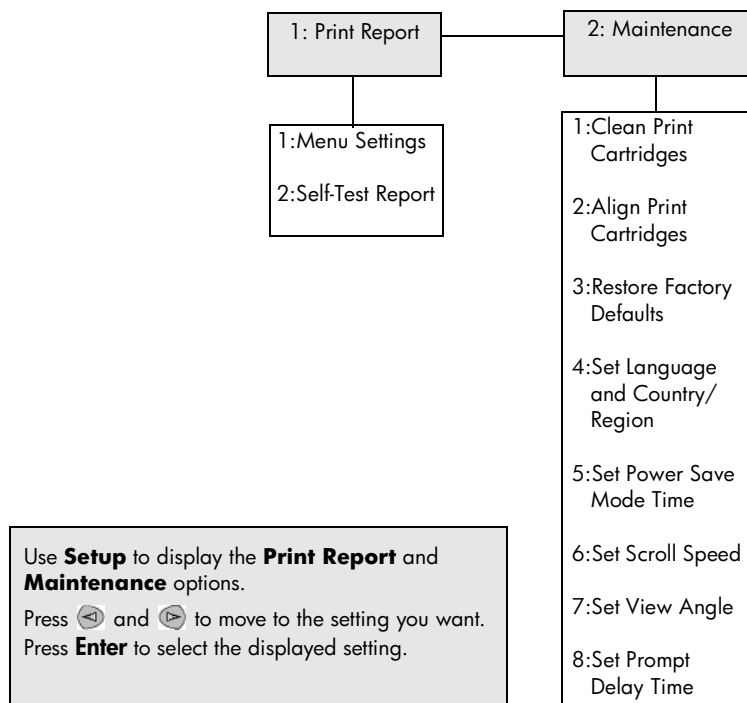 1: Print Report
2: Maintenance
1:Menu Settings
2:Self-Test Report
1:Clean Print
Cartridges
2:Align Print
Cartridges
3:Restore Factory
Defaults
4:Set Language
and Country/
Region
5:Set Power Save
Mode Time
6:Set Scroll Speed
7:Set View Angle
8:Set Prompt
Delay Time
Use Setup to display the Print Report and
Maintenance options.
Press and to move to the setting you want.
Press Enter to select the displayed setting.